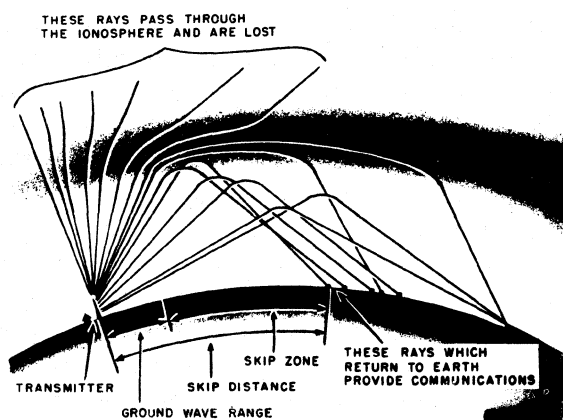 THESE RAYS PASS THROUGH
THE IONOSPHERE AND ARE LOST
SKIP ZONE
THESE RAYS WHICH
RETURN TO EARTH
PROVIDE COMMUNICATIONS
TRANSMITTER
SKIP DISTANCE
GROUND WAVE RANGE